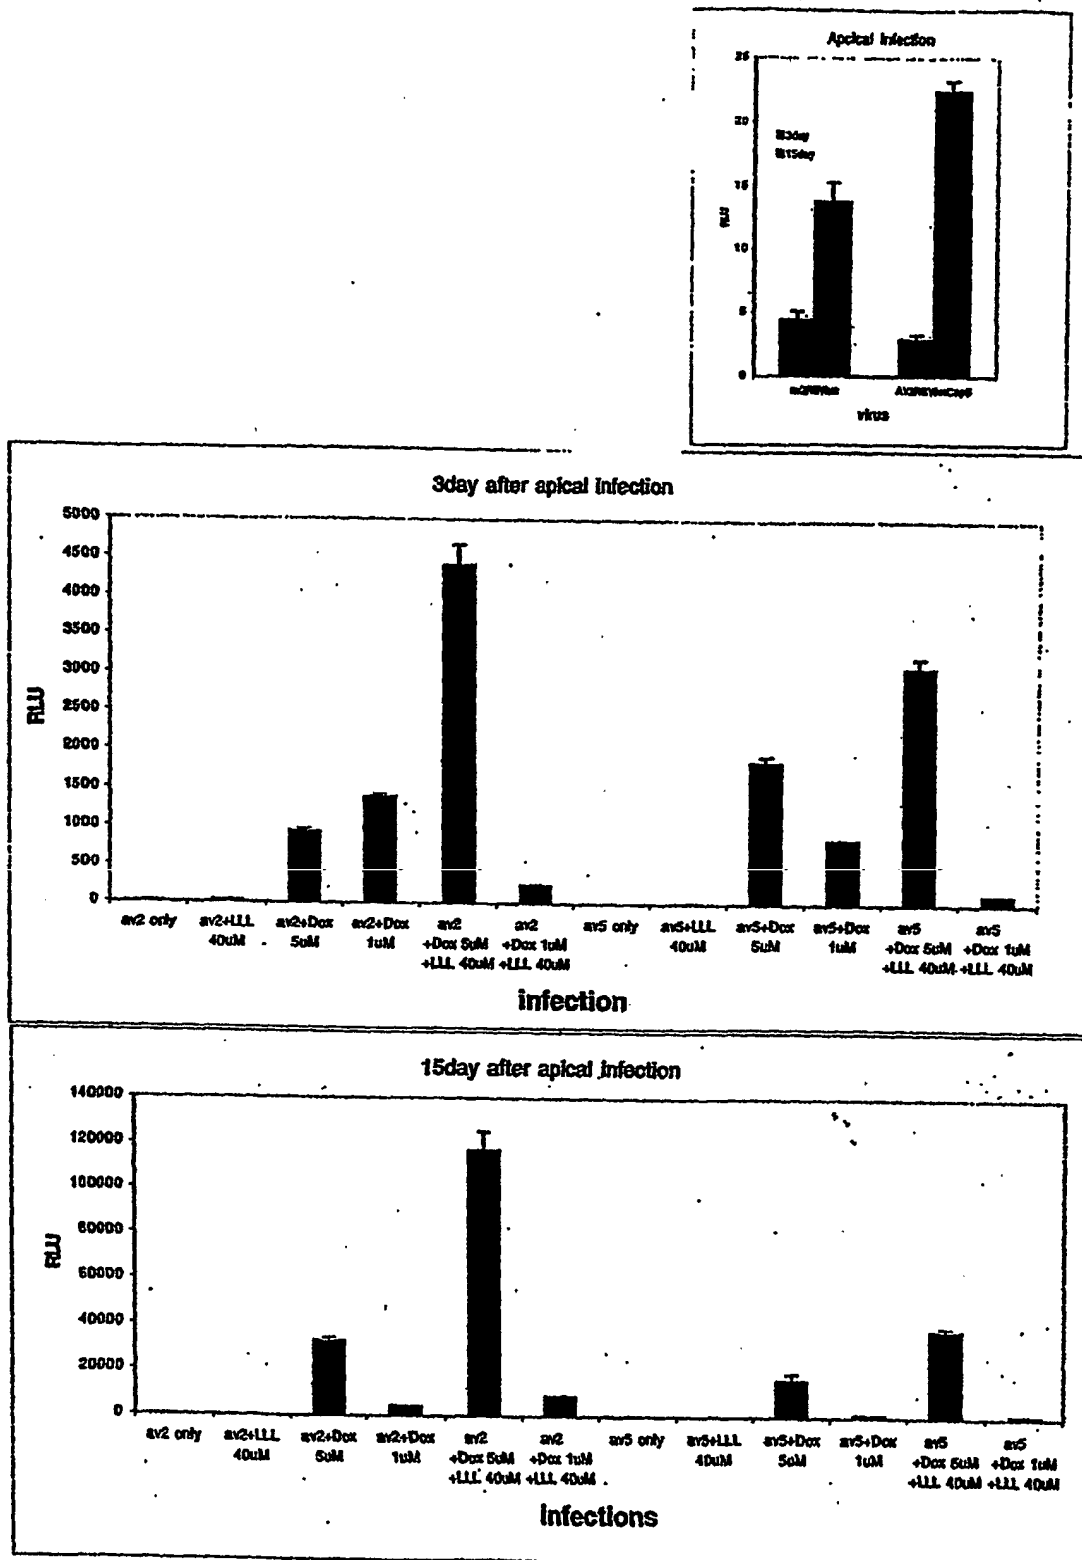 Apcical Infection
25
20
15
10
5
0
RLU
3day
15day
virus
3day after apical infection
5000
4500
4000
3500
3000
2500
2000
1500
1000
500
0
RLU
av2 only
av2+LLL 40uM
av2+Dox 5uM
av2+Dox 1uM
av2 +Dox 5uM +LLL 40uM
av2 +Dox 1uM +LLL 40uM
av5 only
av5+LLL 40uM
av5+Dox 5uM
av5+Dox 1uM
av5 +Dox 5uM +LLL 40uM
av5 +Dox 1uM +LLL 40uM
infection
15day after apical infection
140000
120000
100000
80000
60000
40000
20000
0
RLU
av2 only
av2+LLL 40uM
av2+Dox 5uM
av2+Dox 1uM
av2 +Dox 5uM +LLL 40uM
av2 +Dox 1uM +LLL 40uM
av5 only
av5+LLL 40uM
av5+Dox 5uM
av5+Dox 1uM
av5 +Dox 5uM +LLL 40uM
av5 +Dox 1uM +LLL 40uM
infections